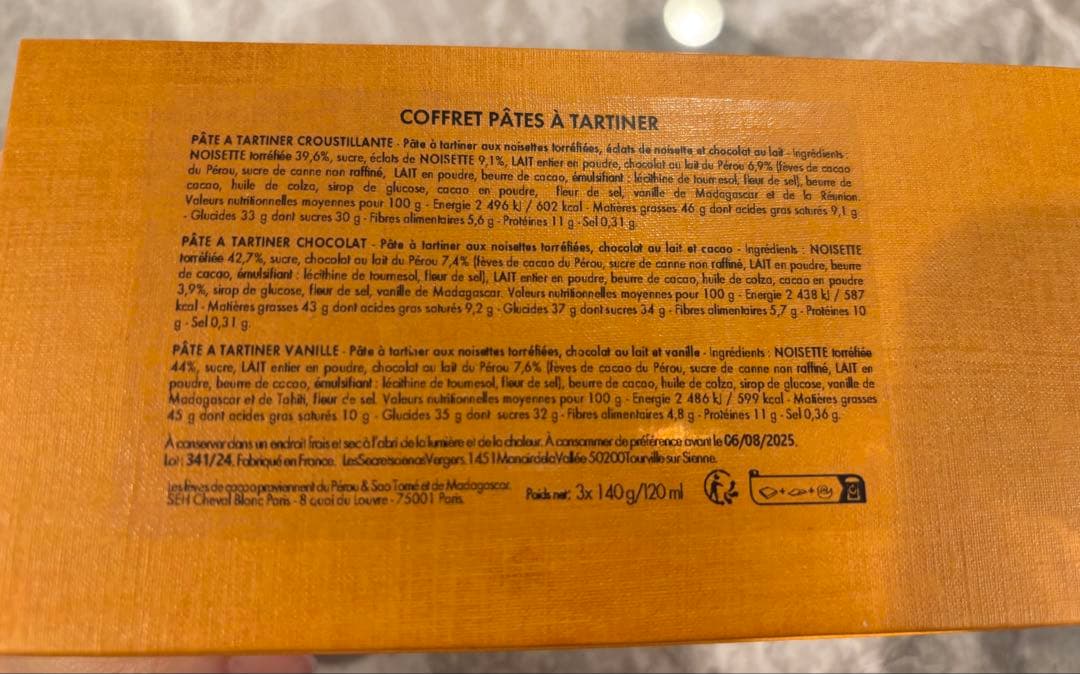 COFFRET PÂTES À TARTINER
PÂTE A TARTINER CROUSTILLANTE - Pâte à tartiner aux noisettes torréfiées, éclats de noisette et chocolat au lait - Ingrédients :
NOISETTE torréfiée 39,6%, sucre, éclats de NOISETTE 9,1%, LAIT entier en poudre, chocolat au lait du Pérou 6,9% (fèves de cacao
du Pérou, sucre de canne non raffiné, LAIT en poudre, beurre de cacao, émulsifiant : lécithine de tournesol, fleur de sel), beurre de
cacao, huile de colza, sirop de glucose, cacao en poudre, fleur de sel, vanille de Madagascar et de la Réunion.
Valeurs nutritionnelles moyennes pour 100 g - Energie 2 496 kJ / 602 kcal - Matières grasses 46 g dont acides gras saturés 9,1 g
- Glucides 33 g dont sucres 30 g - Fibres alimentaires 5,6 g - Protéines 11 g - Sel 0,31 g.
PÂTE A TARTINER CHOCOLAT - Pâte à tartiner aux noisettes torréfiées, chocolat au lait et cacao - Ingrédients : NOISETTE
torréfiée 42,7%, sucre, chocolat au lait du Pérou 7,4% (fèves de cacao du Pérou, sucre de canne non raffiné, LAIT en poudre, beurre
de cacao, émulsifiant : lécithine de tournesol, fleur de sel), LAIT entier en poudre, beurre de cacao, huile de colza, cacao en poudre
3,9%, sirop de glucose, fleur de sel, vanille de Madagascar. Valeurs nutritionnelles moyennes pour 100 g - Energie 2 438 kJ / 587
kcal - Matières grasses 43 g dont acides gras saturés 9,2 g - Glucides 37 g dont sucres 34 g - Fibres alimentaires 5,7 g - Protéines 10
g - Sel 0,31 g.
PÂTE A TARTINER VANILLE - Pâte à tartiner aux noisettes torréfiées, chocolat au lait et vanille - Ingrédients : NOISETTE torréfiée
44%, sucre, LAIT entier en poudre, chocolat au lait du Pérou 7,6% (fèves de cacao du Pérou, sucre de canne non raffiné, LAIT en
poudre, beurre de cacao, émulsifiant : lécithine de tournesol, fleur de sel), beurre de cacao, huile de colza, sirop de glucose, vanille de
Madagascar et de Tahiti, fleur de sel. Valeurs nutritionnelles moyennes pour 100 g - Energie 2 486 kJ / 599 kcal - Matières grasses
45 g dont acides gras saturés 10 g - Glucides 35 g dont sucres 32 g - Fibres alimentaires 4,8 g - Protéines 11 g - Sel 0,36 g.
À conserver dans un endroit frais et sec à l'abri de la lumière et de la chaleur. À consommer de préférence avant le 06/08/2025.
Lot : 341/24. Fabriqué en France. Les Secrets à nos Vergers. 1451 Manoir de la Vallée 50200 Tourville sur Sienne.
Les fèves de cacao proviennent du Pérou & Sao Tomé et de Madagascar.
SEH Cheval Blanc Paris - 8 quai du Louvre - 75001 Paris.
Poids net : 3x 140 g/120 ml